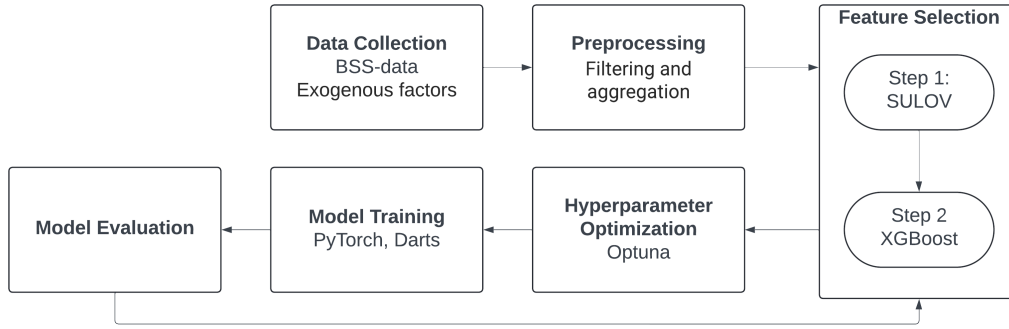 Data Collection
BSS-data
Exogenous factors
Preprocessing
Filtering and
aggregation
Feature Selection
Step 1:
SULOV
Step 2
XGBoost
Hyperparameter
Optimization
Optuna
Model Training
PyTorch, Darts
Model Evaluation